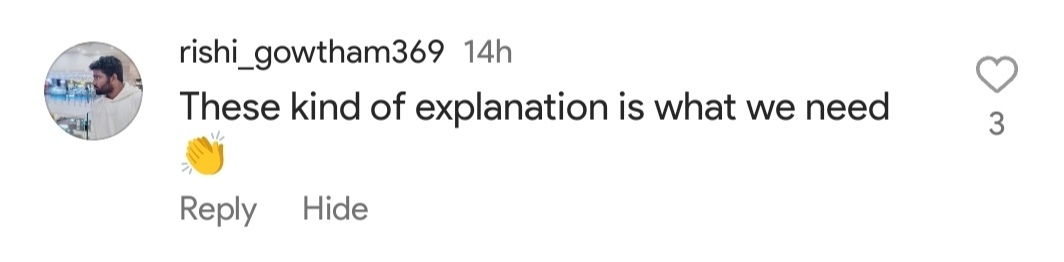 rishi_gowtham369 14h
These kind of explanation is what we need
👏
3
Reply Hide